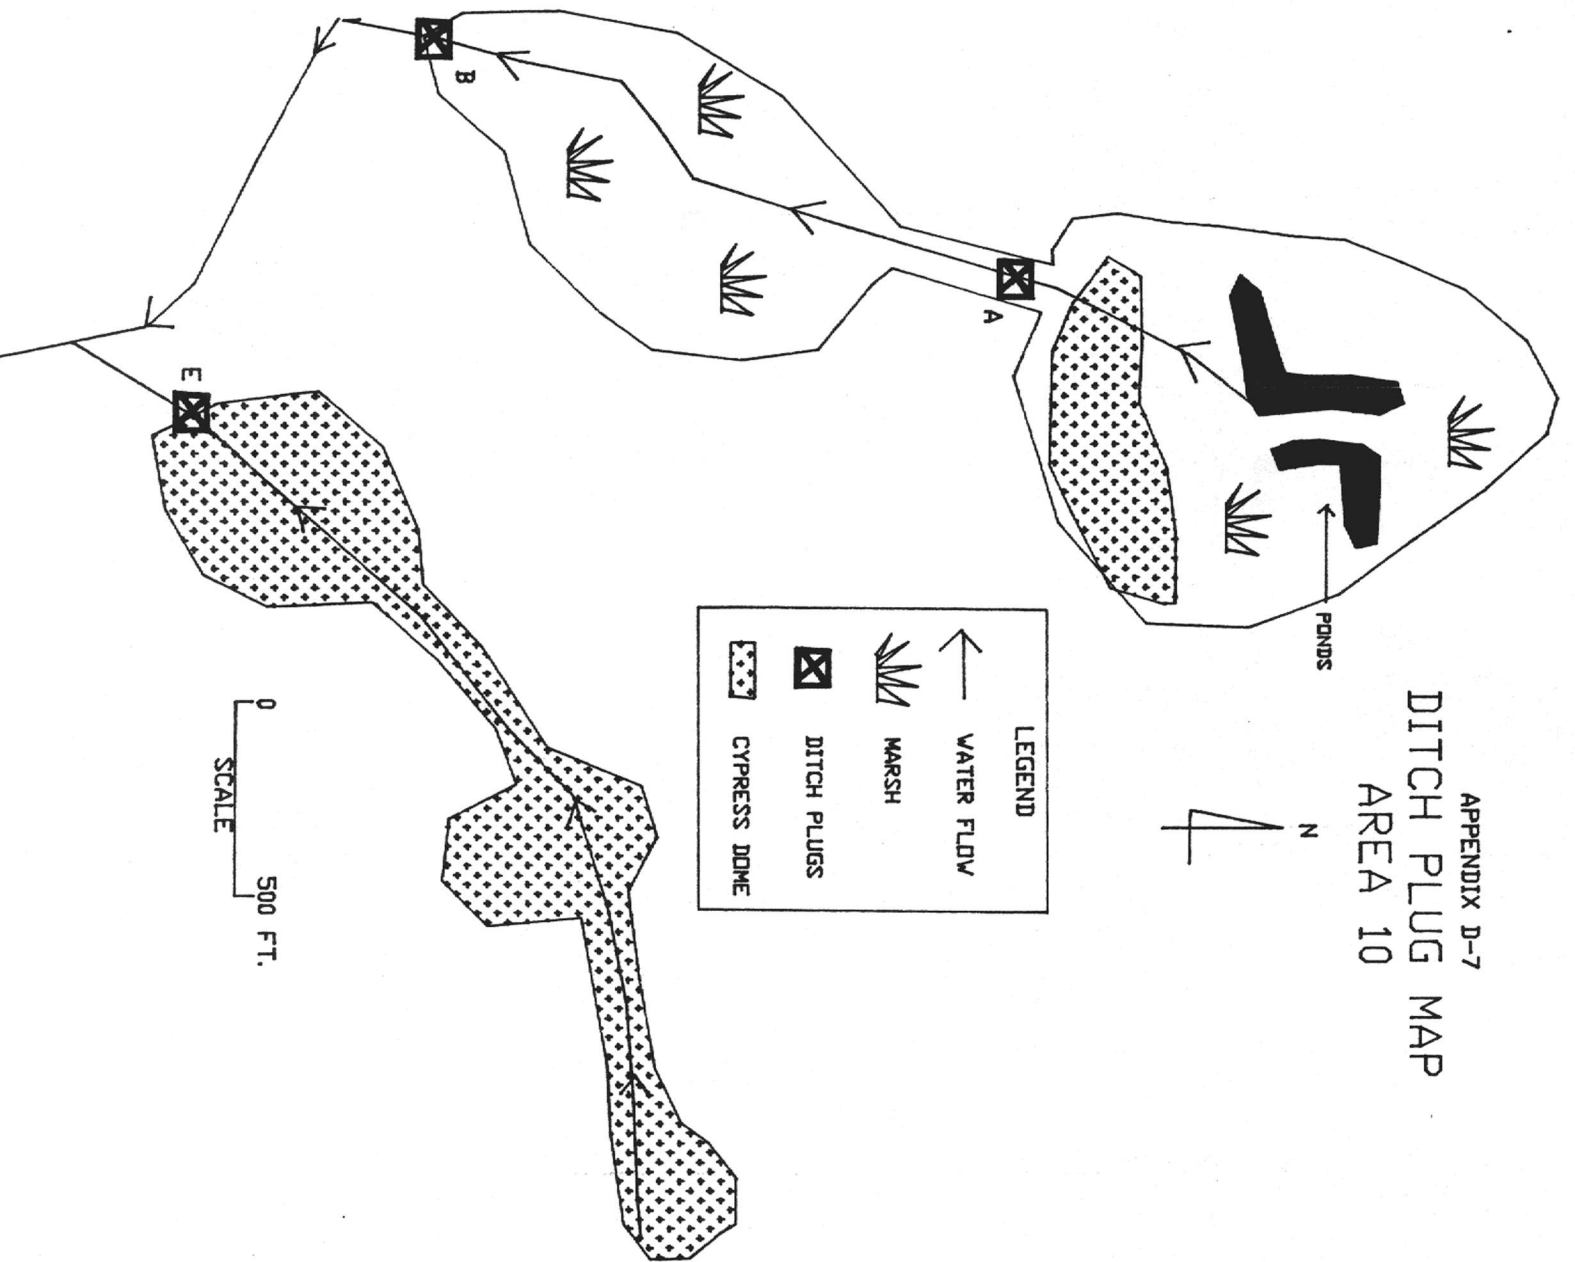 APPENDIX D-7
DITCH PLUG MAP
AREA 10
N
PONDS
LEGEND
WATER FLOW
MARSH
DITCH PLUGS
CYPRESS DOME
A
B
E
0
500 FT.
SCALE